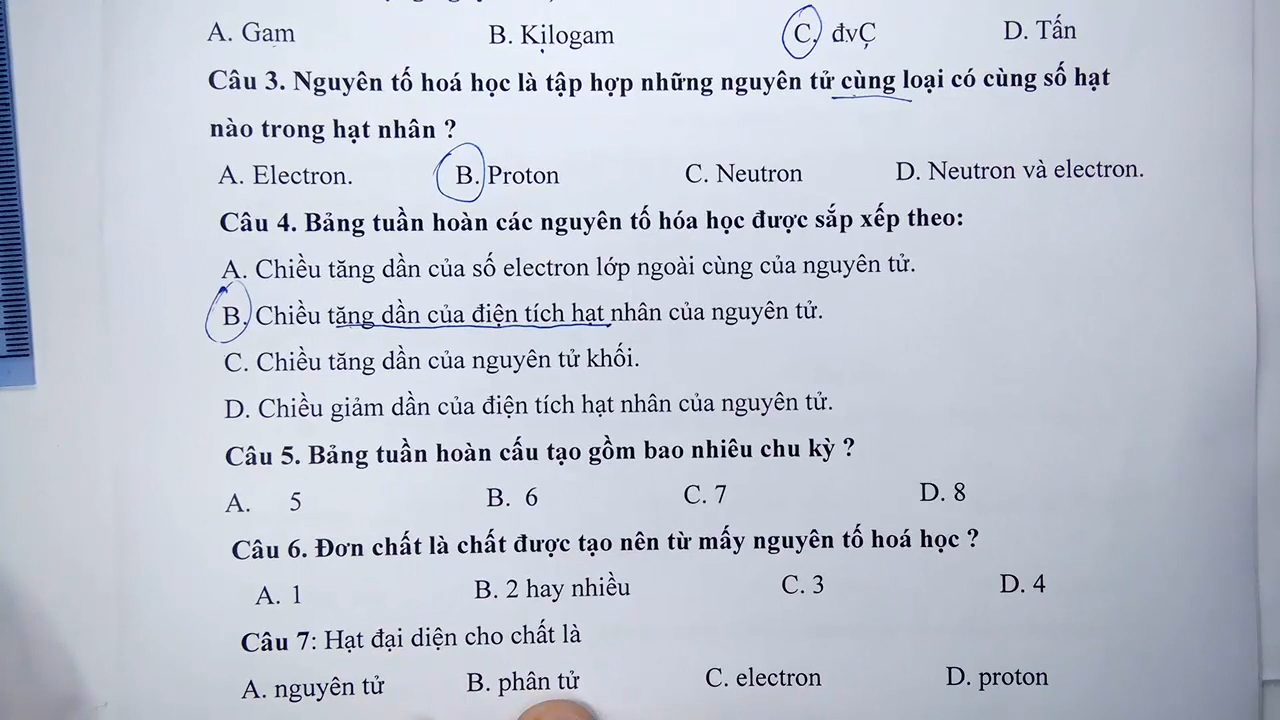 A. Gam B. Kilogam C. đvC D. Tấn
Câu 3. Nguyên tố hoá học là tập hợp những nguyên tử cùng loại có cùng số hạt
nào trong hạt nhân ?
A. Electron. B. Proton C. Neutron D. Neutron và electron.
Câu 4. Bảng tuần hoàn các nguyên tố hóa học được sắp xếp theo:
A. Chiều tăng dần của số electron lớp ngoài cùng của nguyên tử.
B. Chiều tăng dần của điện tích hạt nhân của nguyên tử.
C. Chiều tăng dần của nguyên tử khối.
D. Chiều giảm dần của điện tích hạt nhân của nguyên tử.
Câu 5. Bảng tuần hoàn cấu tạo gồm bao nhiêu chu kỳ ?
A. 5 B. 6 C. 7 D. 8
Câu 6. Đơn chất là chất được tạo nên từ mấy nguyên tố hoá học ?
A. 1 B. 2 hay nhiều C. 3 D. 4
Câu 7: Hạt đại diện cho chất là
A. nguyên tử B. phân tử C. electron D. proton